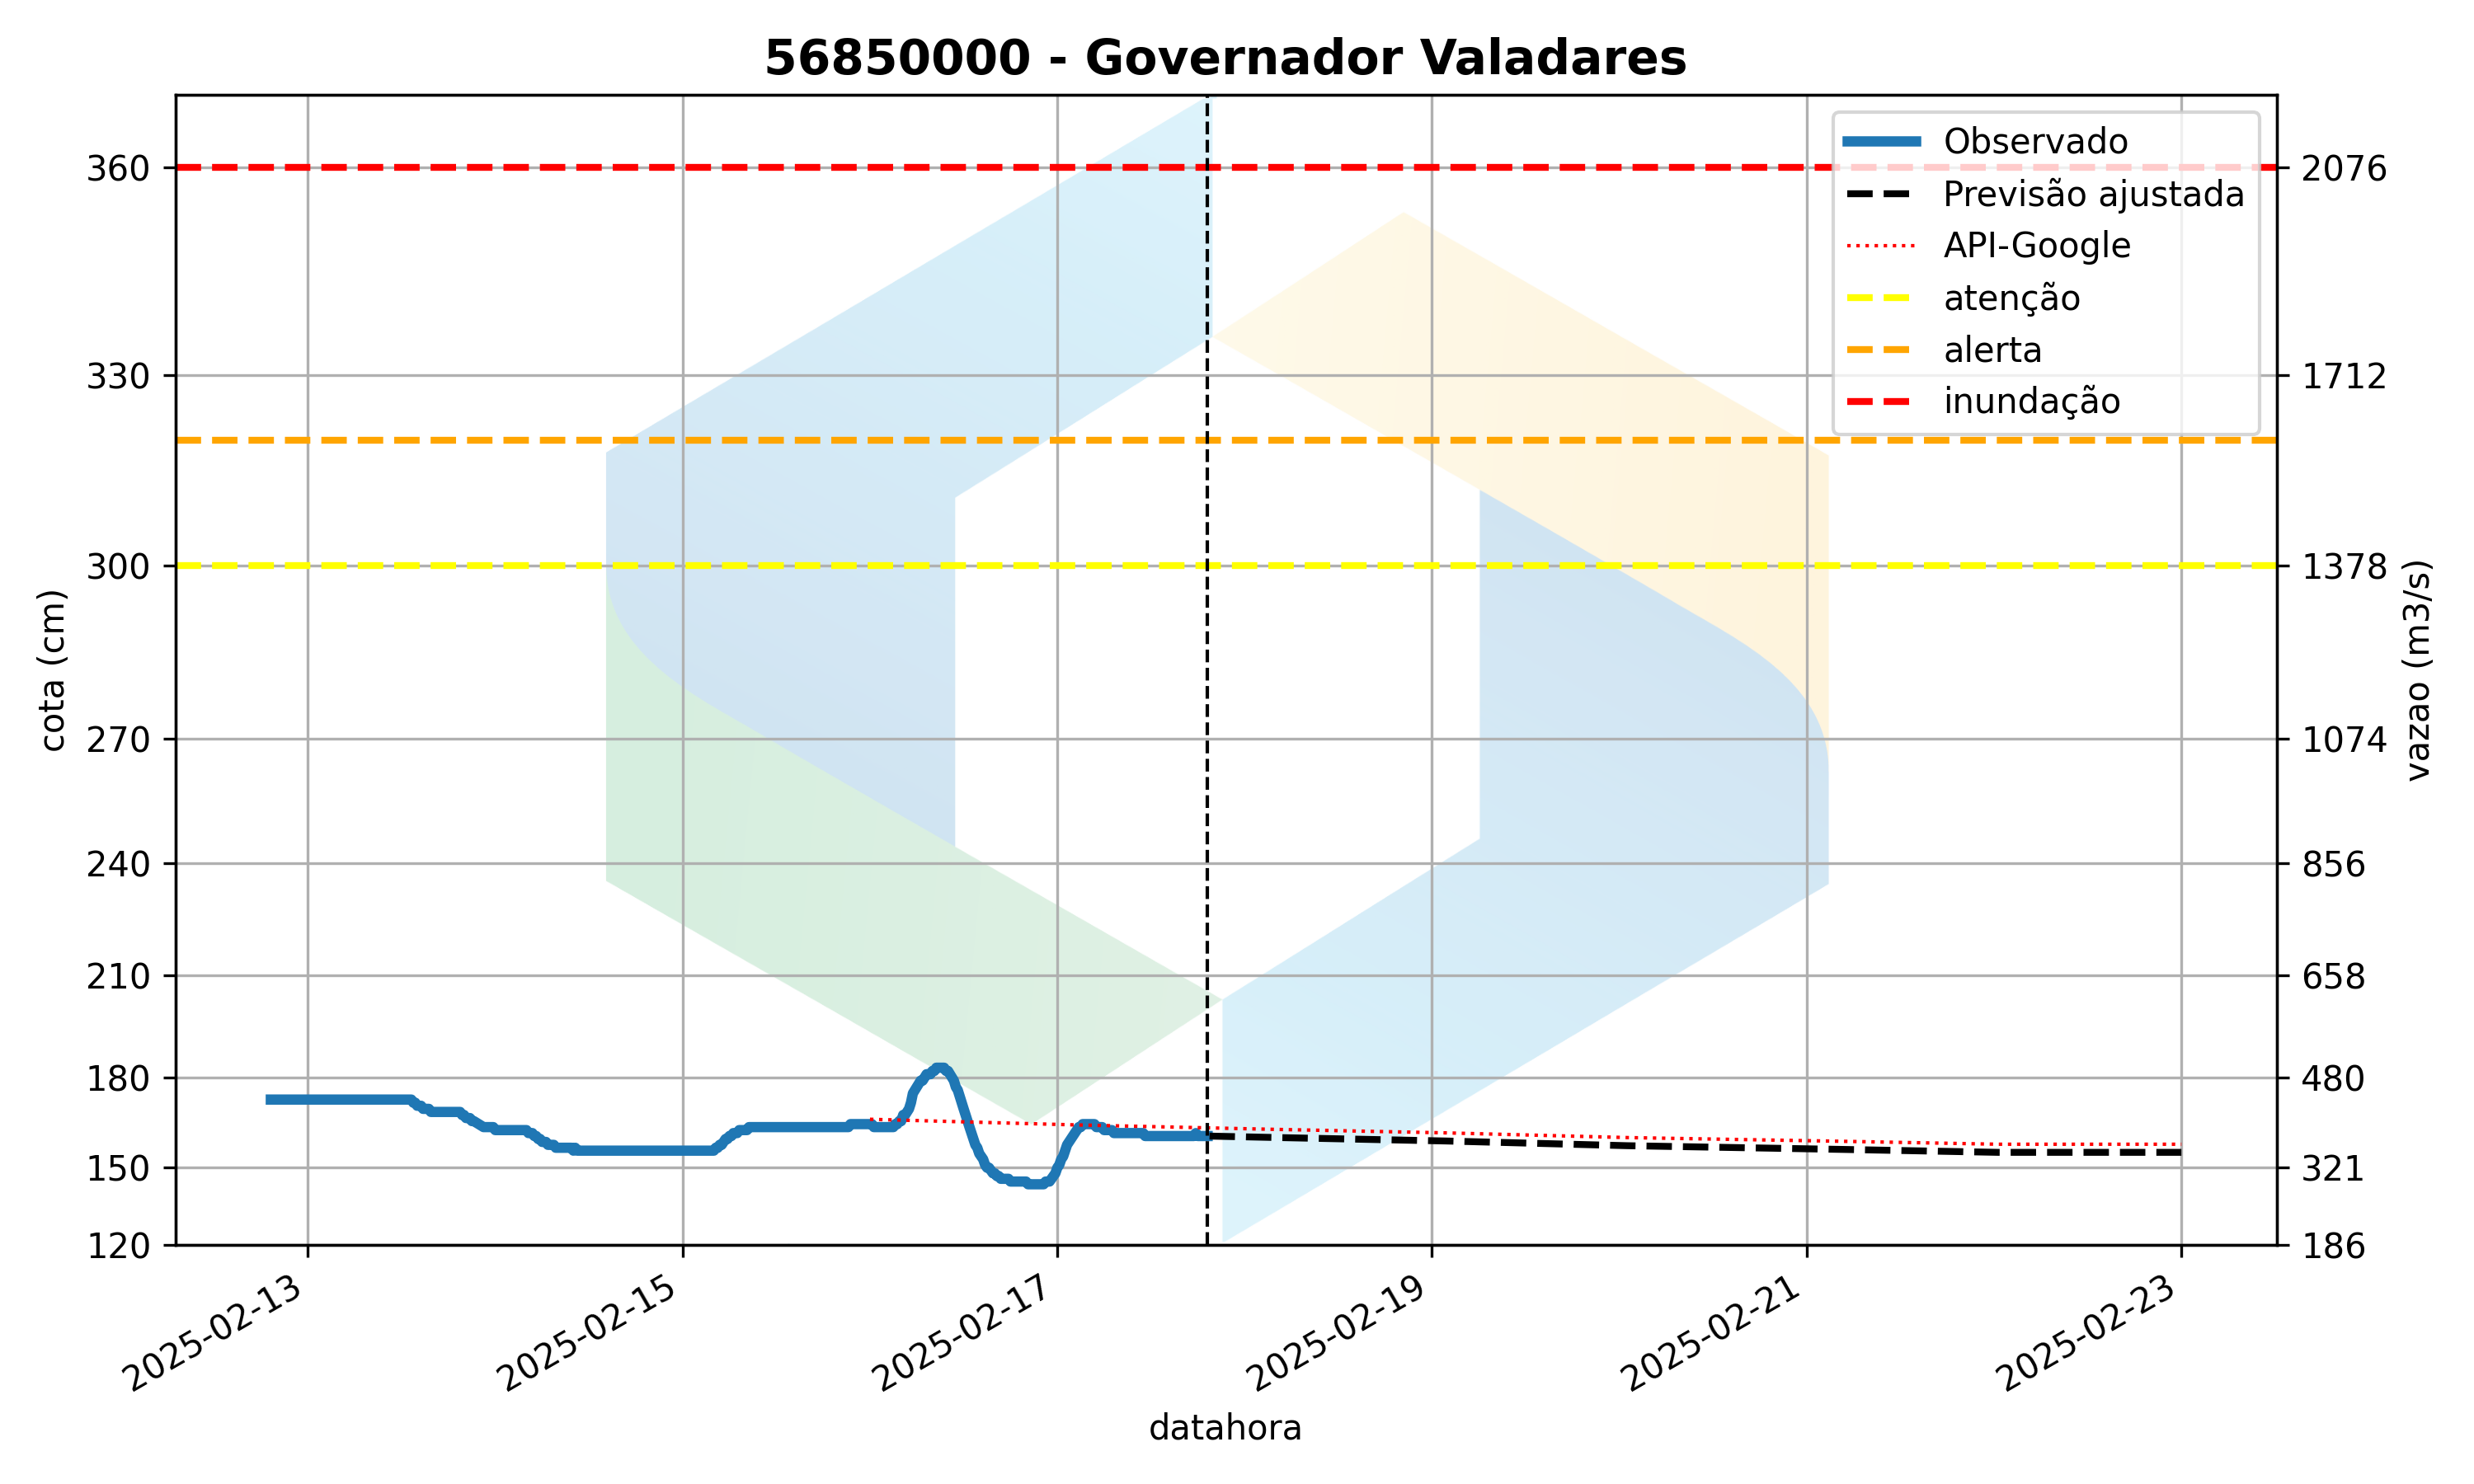 56850000 - Governador Valadares
Observado
Previsão ajustada
API-Google
atenção
alerta
inundação
cota (cm)
360
330
300
270
240
210
180
150
120
2076
1712
1378
1074
856
658
480
321
186
vazao (m3/s)
2025-02-13
2025-02-15
2025-02-17
2025-02-19
2025-02-21
2025-02-23
datahora